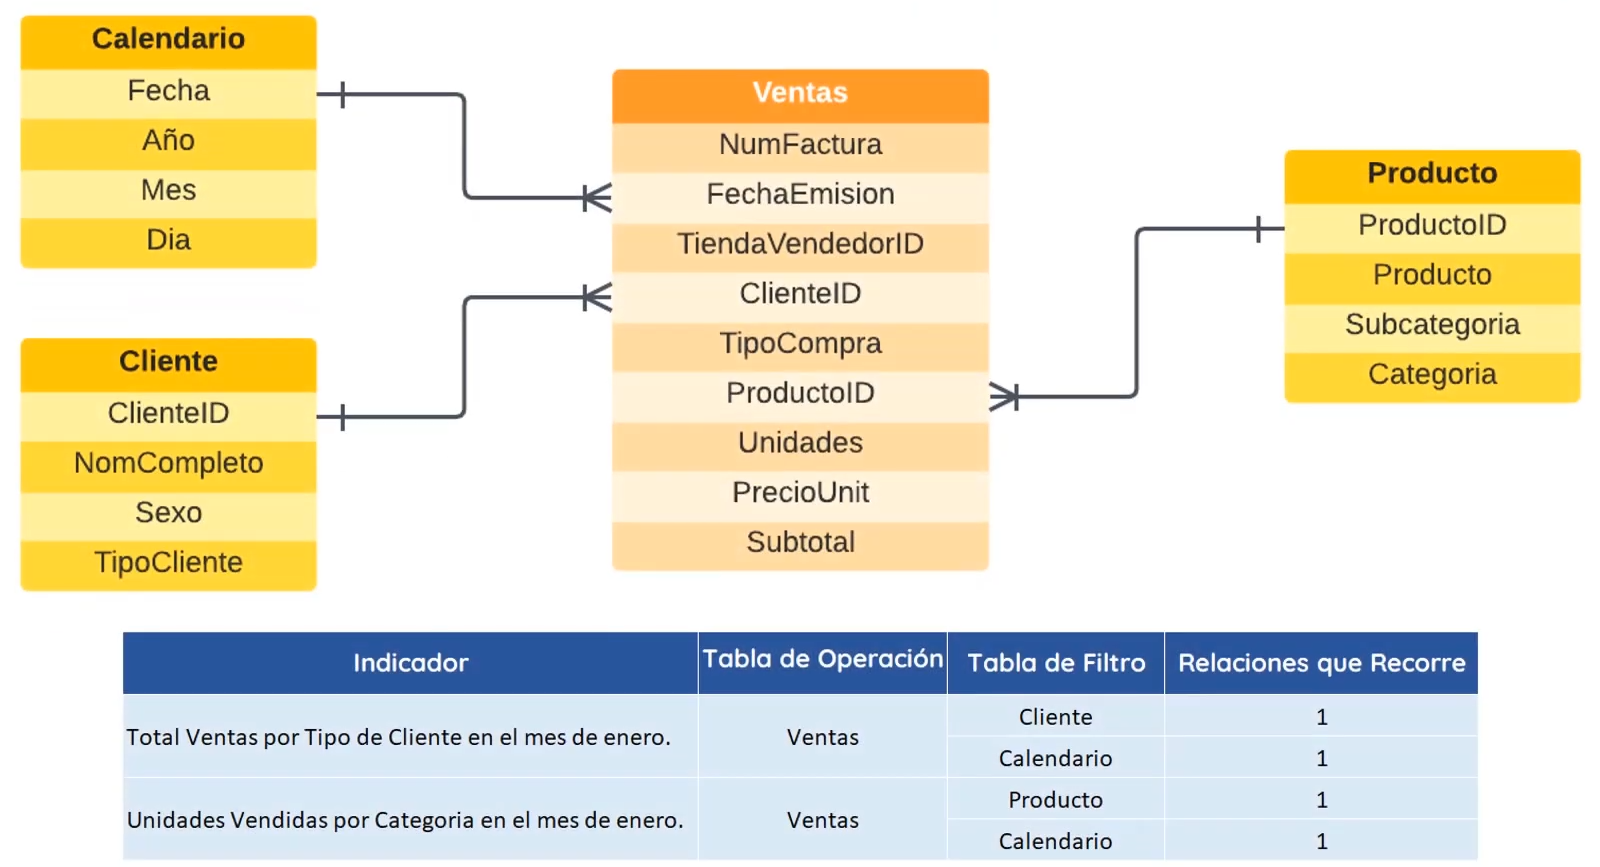 Calendario
Fecha
Año
Mes
Dia
Cliente
ClienteID
NomCompleto
Sexo
TipoCliente
Ventas
NumFactura
FechaEmision
TiendaVendedorID
ClienteID
TipoCompra
ProductoID
Unidades
PrecioUnit
Subtotal
Producto
ProductoID
Producto
Subcategoria
Categoria
Indicador Tabla de Operación Tabla de Filtro Relaciones que Recorre
Total Ventas por Tipo de Cliente en el mes de enero. Ventas Cliente 1
Calendario 1
Unidades Vendidas por Categoria en el mes de enero. Ventas Producto 1
Calendario 1